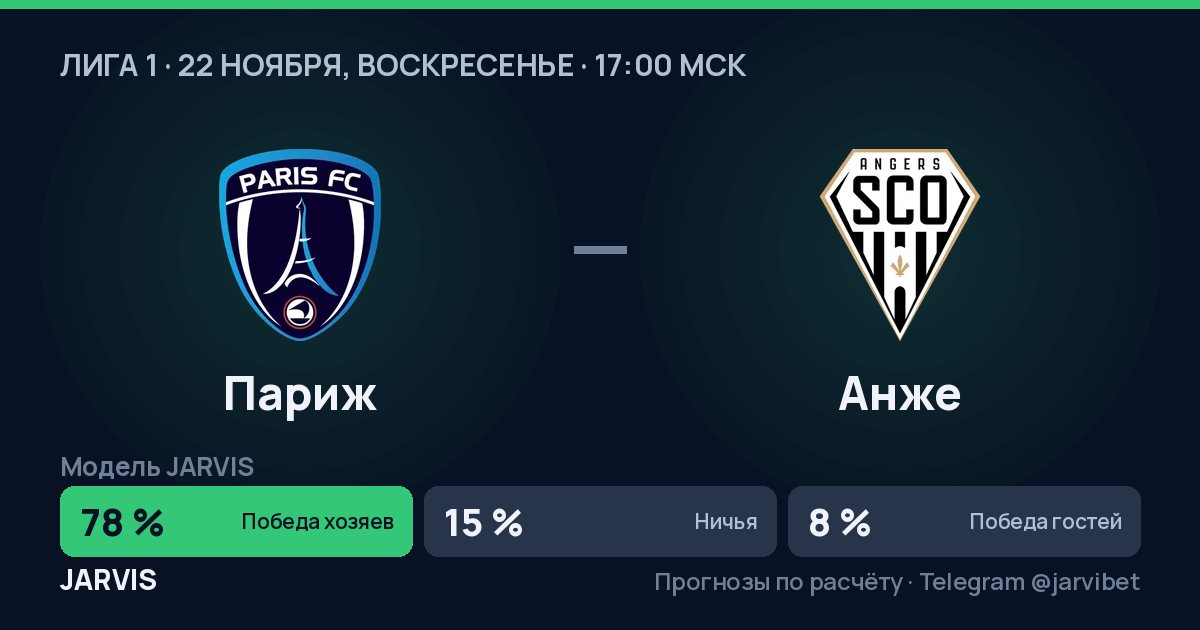 ЛИГА 1 · 22 НОЯБРЯ, ВОСКРЕСЕНЬЕ · 17:00 МСК
PARIS FC
ANGERS
SCO
—
Париж
Анже
Модель JARVIS
78 % Победа хозяев
15 % Ничья
8 % Победа гостей
JARVIS
Прогнозы по расчёту · Telegram @jarvibet